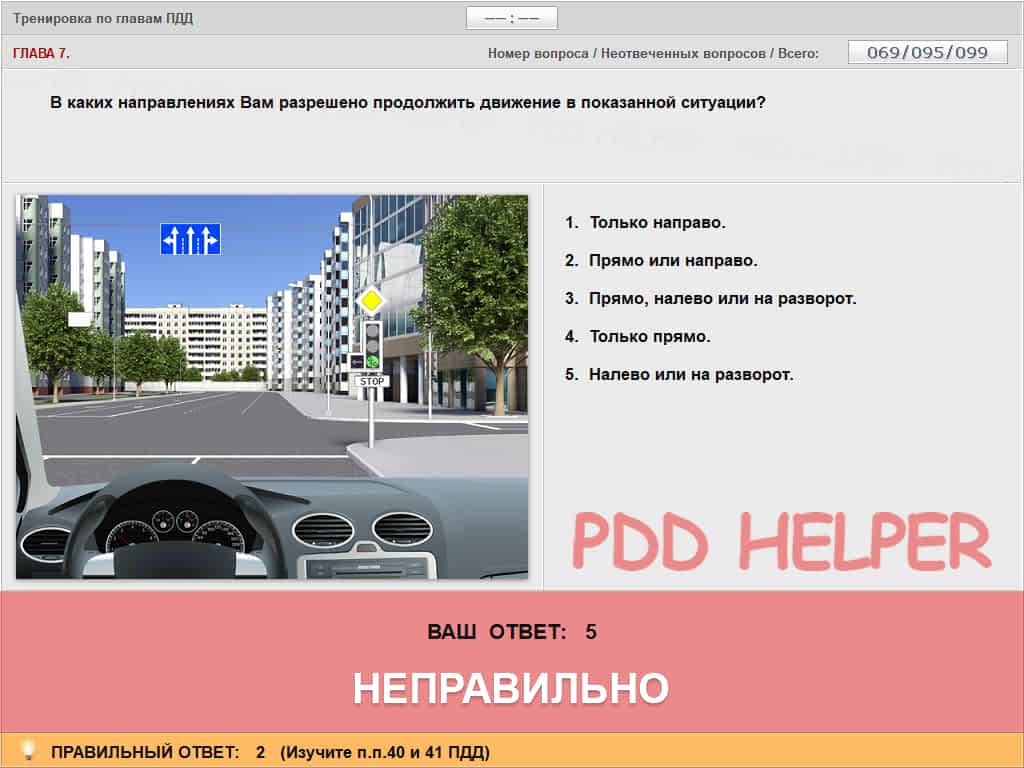 Тренировка по главам ПДД
—— : ——
ГЛАВА 7.
Номер вопроса / Неотвеченных вопросов / Всего:
069/095/099
В каких направлениях Вам разрешено продолжить движение в показанной ситуации?
STOP
1. Только направо.
2. Прямо или направо.
3. Прямо, налево или на разворот.
4. Только прямо.
5. Налево или на разворот.
PDD HELPER
ВАШ ОТВЕТ: 5
НЕПРАВИЛЬНО
ПРАВИЛЬНЫЙ ОТВЕТ: 2 (Изучите п.п.40 и 41 ПДД)